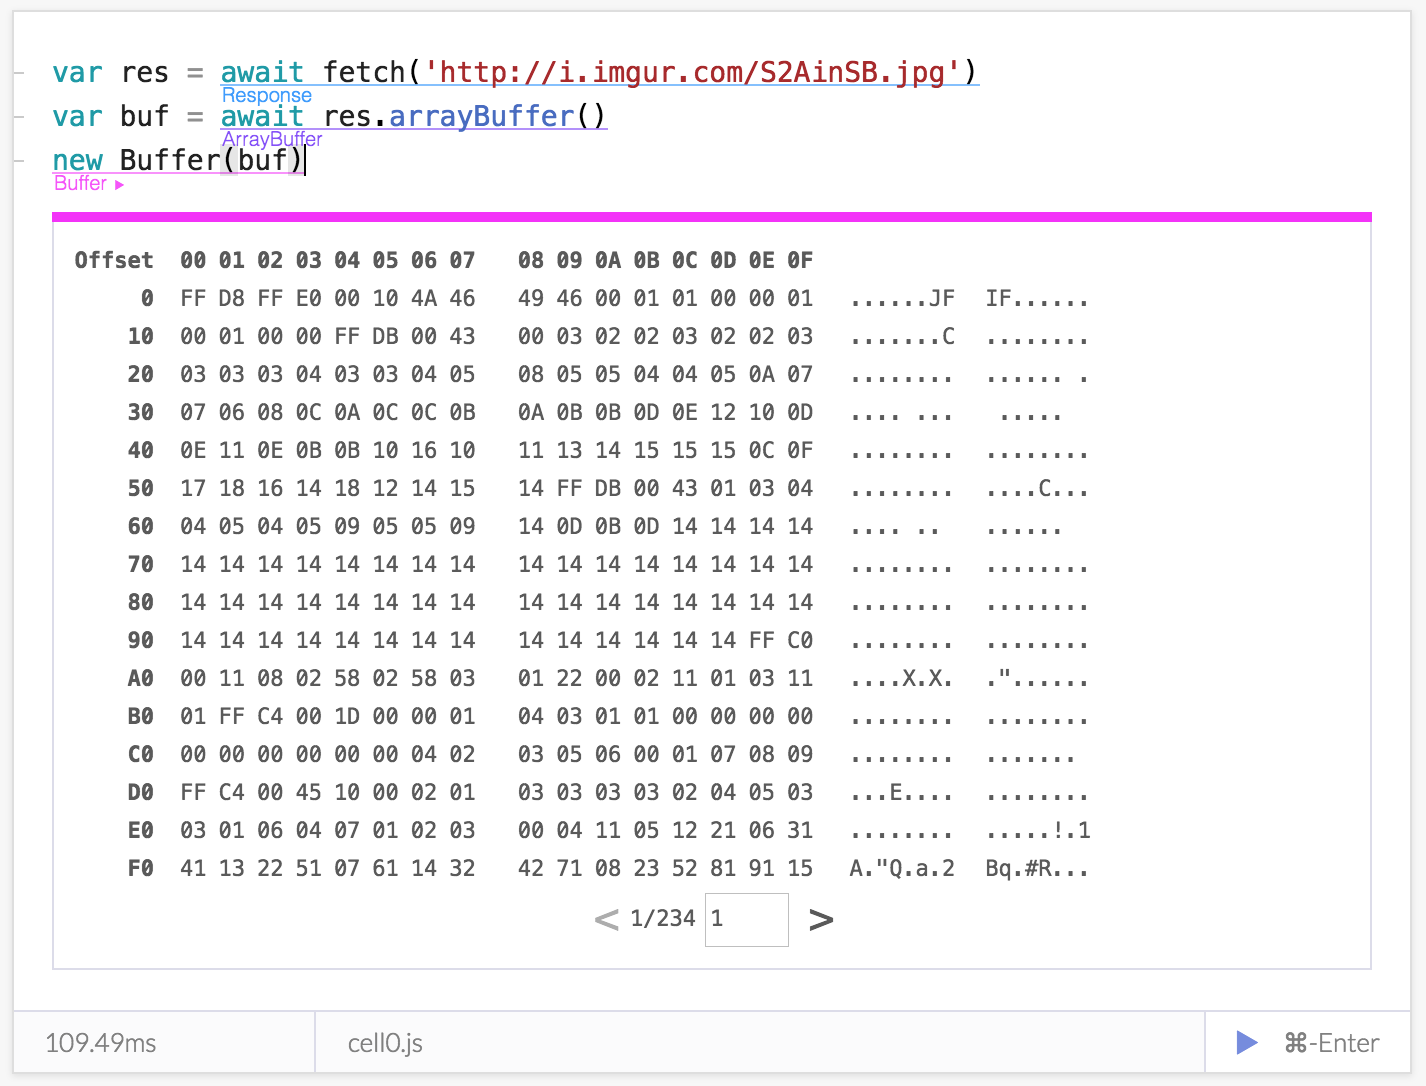 var res = await fetch('http://i.imgur.com/S2AinSB.jpg')
Response
var buf = await res.arrayBuffer()
ArrayBuffer
new Buffer(buf)
Buffer ▶
Offset 00 01 02 03 04 05 06 07 08 09 0A 0B 0C 0D 0E 0F
0 FF D8 FF E0 00 10 4A 46 49 46 00 01 01 00 00 01 ......JF IF......
10 00 01 00 00 FF DB 00 43 00 03 02 02 03 02 02 03 .......C ........
20 03 03 03 04 03 03 04 05 08 05 05 04 04 05 0A 07 ........ ...... .
30 07 06 08 0C 0A 0C 0C 0B 0A 0B 0B 0D 0E 12 10 0D .... ... .....
40 0E 11 0E 0B 0B 10 16 10 11 13 14 15 15 15 0C 0F ........ ........
50 17 18 16 14 18 12 14 15 14 FF DB 00 43 01 03 04 ........ ....C...
60 04 05 04 05 09 05 05 09 14 0D 0B 0D 14 14 14 14 .... .. ......
70 14 14 14 14 14 14 14 14 14 14 14 14 14 14 14 14 ........ ........
80 14 14 14 14 14 14 14 14 14 14 14 14 14 14 14 14 ........ ........
90 14 14 14 14 14 14 14 14 14 14 14 14 14 14 FF C0 ........ ........
A0 00 11 08 02 58 02 58 03 01 22 00 02 11 01 03 11 ....X.X. ."......
B0 01 FF C4 00 1D 00 00 01 04 03 01 01 00 00 00 00 ........ ........
C0 00 00 00 00 00 00 04 02 03 05 06 00 01 07 08 09 ........ .......
D0 FF C4 00 45 10 00 02 01 03 03 03 03 02 04 05 03 ...E.... ........
E0 03 01 06 04 07 01 02 03 00 04 11 05 12 21 06 31 ........ .....!.1
F0 41 13 22 51 07 61 14 32 42 71 08 23 52 81 91 15 A."Q.a.2 Bq.#R...
< 1/234 1 >
109.49ms cell0.js ▶ ⌘-Enter